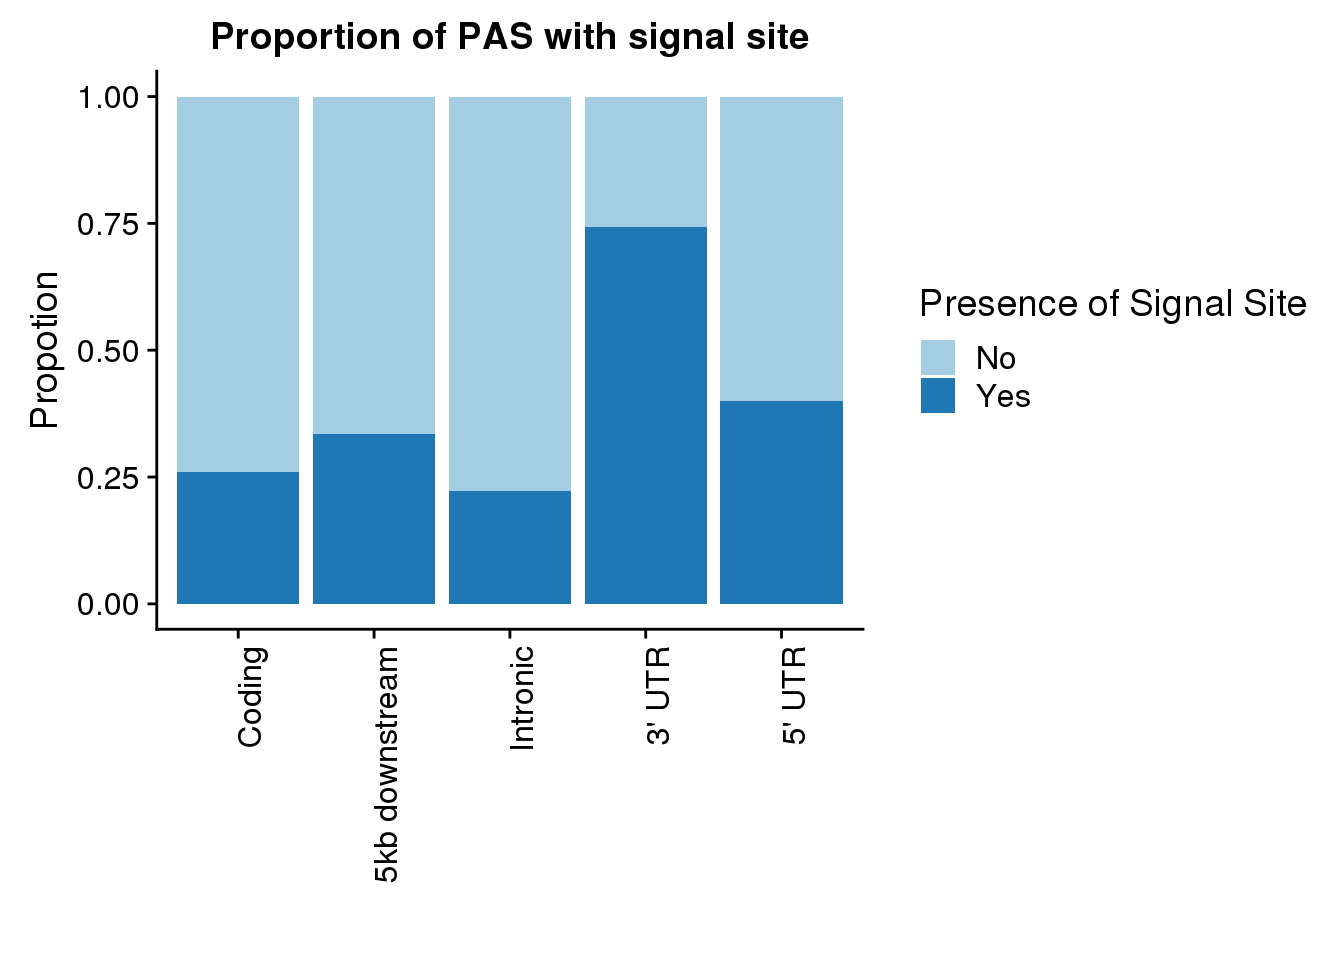 Proportion of PAS with signal site
1.00
0.75
0.50
0.25
0.00
Propotion
Coding
5kb downstream
Intronic
3' UTR
5' UTR
Presence of Signal Site
No
Yes